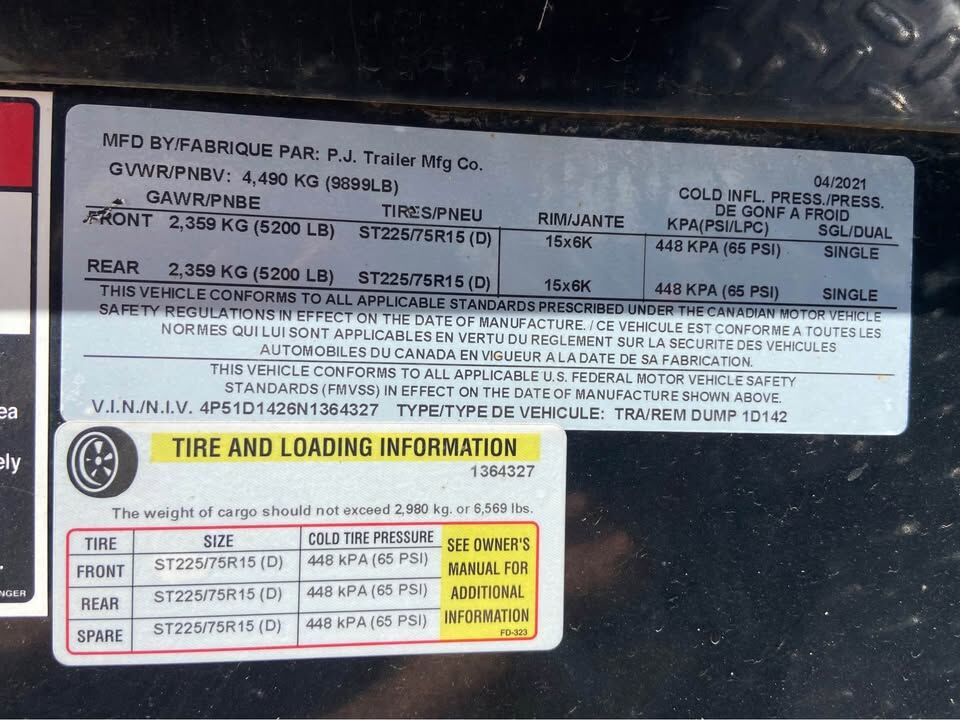 MFD BY/FABRIQUE PAR: P.J. Trailer Mfg Co.
GVWR/PNBV: 4,490 KG (9899LB)
04/2021
GAWR/PNBE TIRES/PNEU RIM/JANTE COLD INFL. PRESS./PRESS.
DE GONF A FROID
KPA(PSI/LPC) SGL/DUAL
FRONT 2,359 KG (5200 LB) ST225/75R15 (D) 15x6K 448 KPA (65 PSI) SINGLE
REAR 2,359 KG (5200 LB) ST225/75R15 (D) 15x6K 448 KPA (65 PSI) SINGLE
THIS VEHICLE CONFORMS TO ALL APPLICABLE STANDARDS PRESCRIBED UNDER THE CANADIAN MOTOR VEHICLE
SAFETY REGULATIONS IN EFFECT ON THE DATE OF MANUFACTURE. / CE VEHICULE EST CONFORME A TOUTES LES
NORMES QUI LUI SONT APPLICABLES EN VERTU DU REGLEMENT SUR LA SECURITE DES VEHICULES
AUTOMOBILES DU CANADA EN VIGUEUR A LA DATE DE SA FABRICATION.
THIS VEHICLE CONFORMS TO ALL APPLICABLE U.S. FEDERAL MOTOR VEHICLE SAFETY
STANDARDS (FMVSS) IN EFFECT ON THE DATE OF MANUFACTURE SHOWN ABOVE.
V.I.N./N.I.V. 4P51D1426N1364327 TYPE/TYPE DE VEHICULE: TRA/REM DUMP 1D142
TIRE AND LOADING INFORMATION
1364327
The weight of cargo should not exceed 2,980 kg. or 6,569 lbs.
TIRE SIZE COLD TIRE PRESSURE
FRONT ST225/75R15 (D) 448 kPA (65 PSI)
REAR ST225/75R15 (D) 448 kPA (65 PSI)
SPARE ST225/75R15 (D) 448 kPA (65 PSI)
SEE OWNER'S
MANUAL FOR
ADDITIONAL
INFORMATION
FD-323